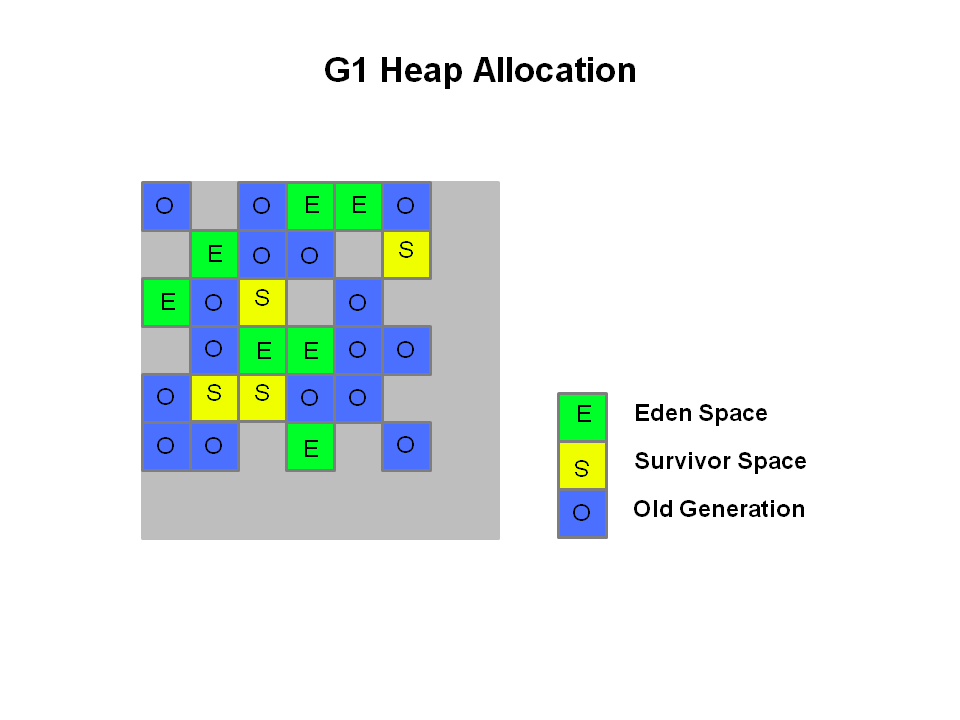 G1 Heap Allocation
O O E E O
E O O S
E O S O
O E E O O
O S S O O
O O E O
E Eden Space
S Survivor Space
O Old Generation